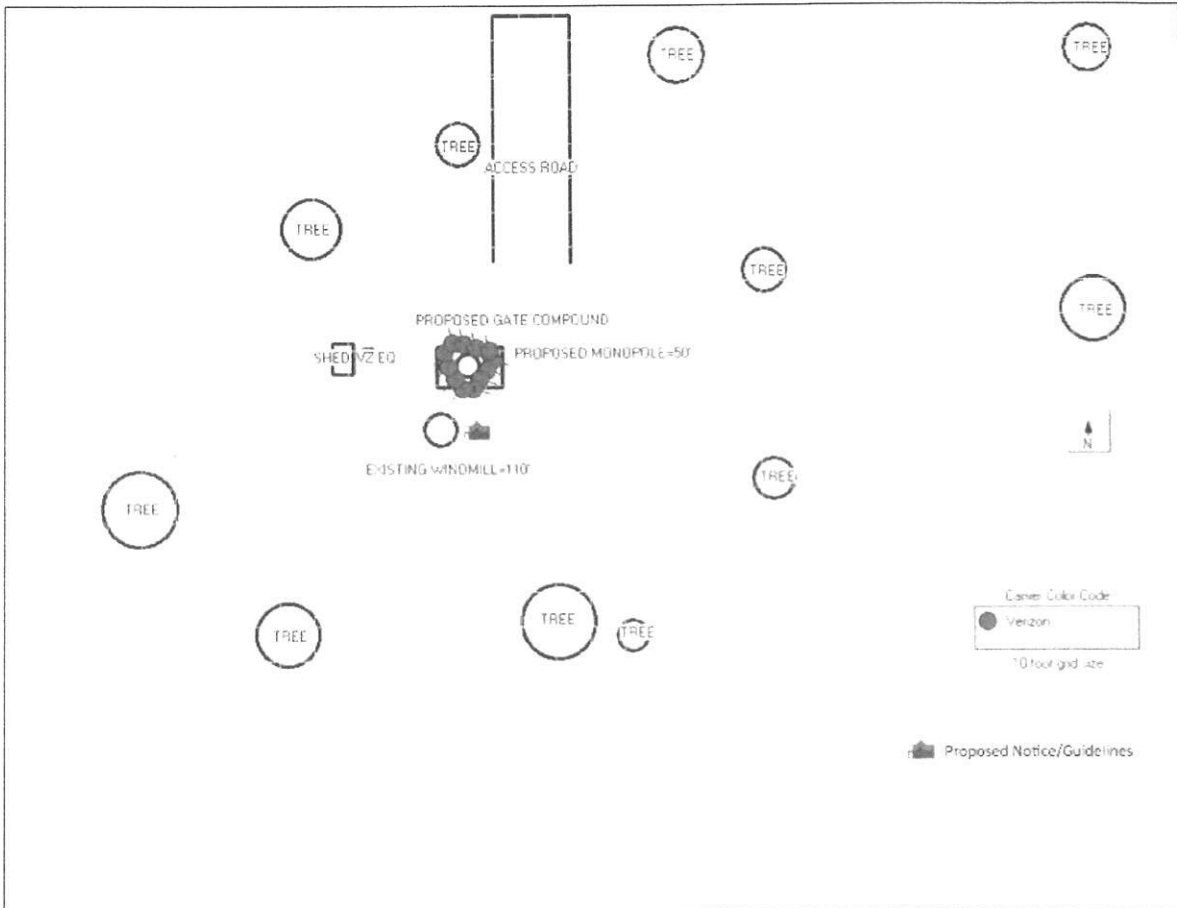 TREE
TREE
TREE
ACCESS ROAD
TREE
TREE
TREE
PROPOSED GATE COMPOUND
SHED VZ EQ
PROPOSED MONOPOLE=50'
N
EXISTING WINDMILL=110'
TREE
TREE
TREE
TREE
TREE
Carrier Color Code
Verizon
10 foot grid size
Proposed Notice/Guidelines